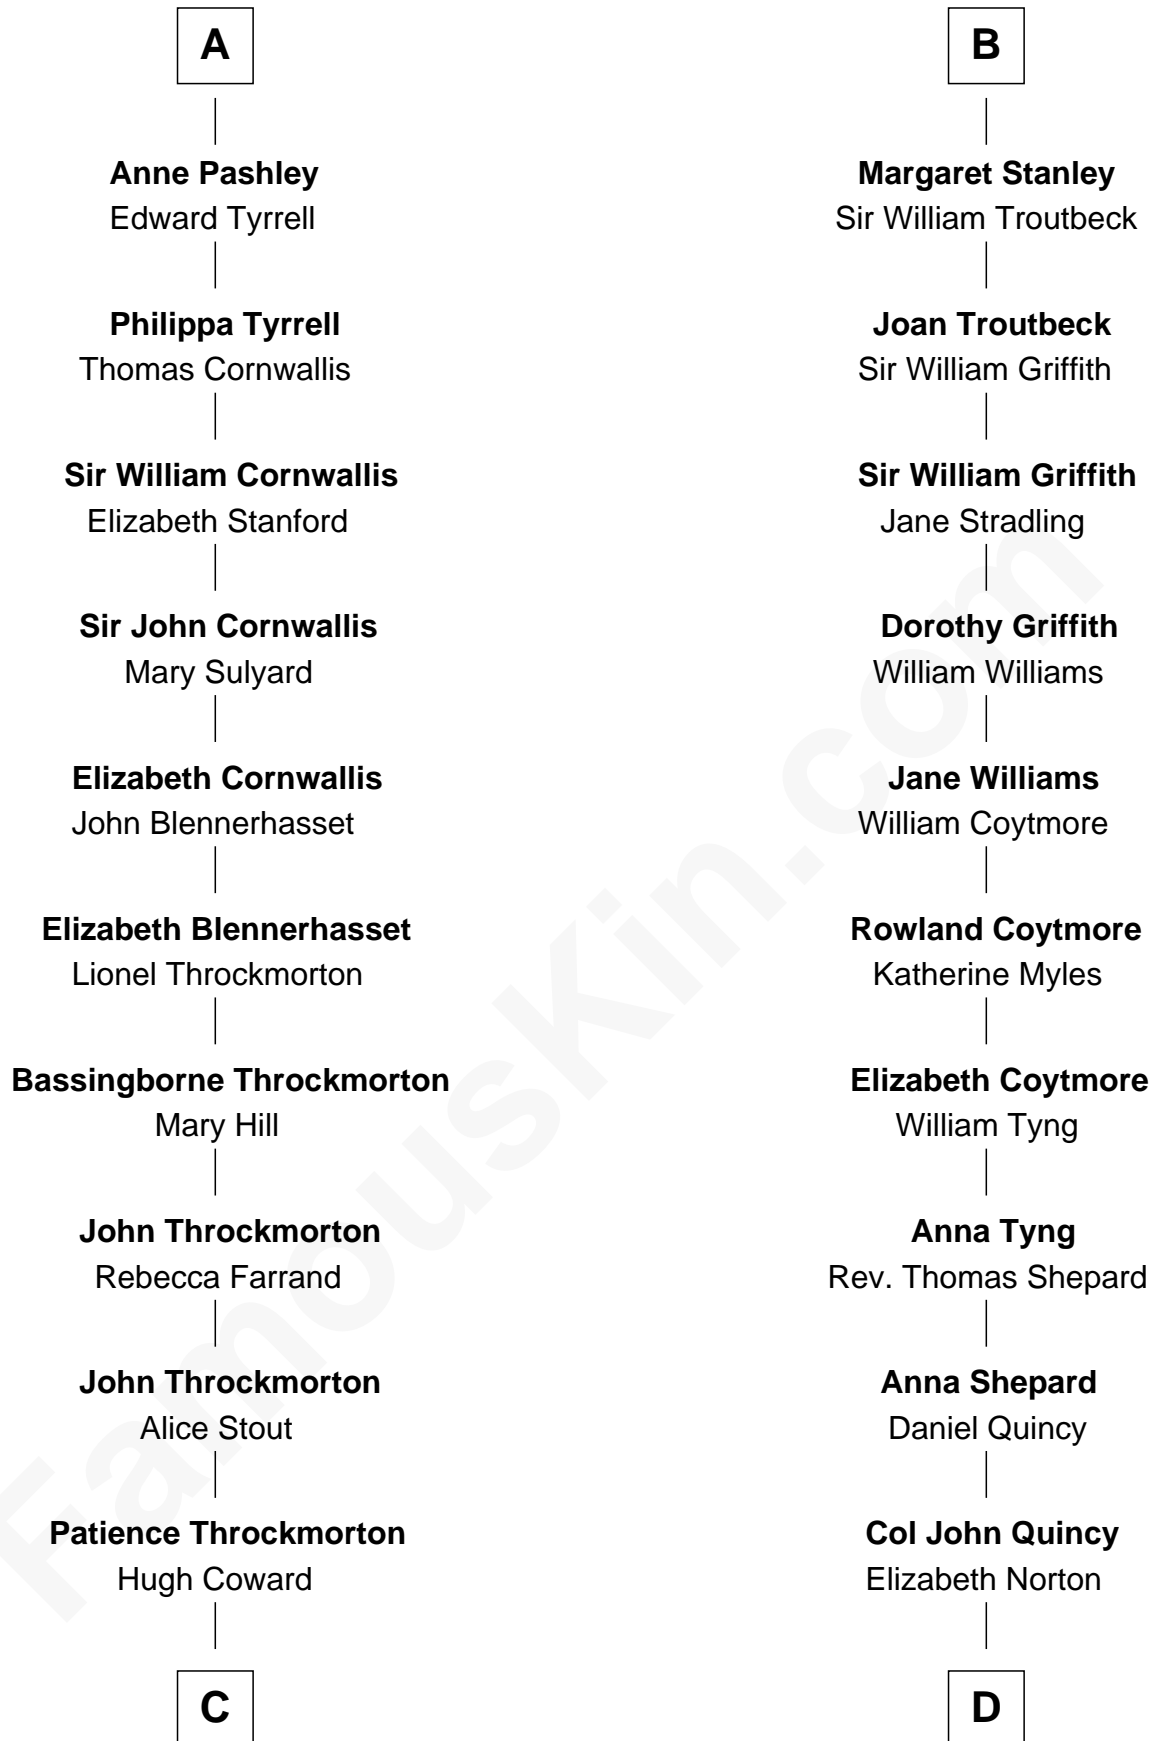 A
Anne Pashley
Edward Tyrrell
Philippa Tyrrell
Thomas Cornwallis
Sir William Cornwallis
Elizabeth Stanford
Sir John Cornwallis
Mary Sulyard
Elizabeth Cornwallis
John Blennerhasset
Elizabeth Blennerhasset
Lionel Throckmorton
Bassingborne Throckmorton
Mary Hill
John Throckmorton
Rebecca Farrand
John Throckmorton
Alice Stout
Patience Throckmorton
Hugh Coward
C
B
Margaret Stanley
Sir William Troutbeck
Joan Troutbeck
Sir William Griffith
Sir William Griffith
Jane Stradling
Dorothy Griffith
William Williams
Jane Williams
William Coytmore
Rowland Coytmore
Katherine Myles
Elizabeth Coytmore
William Tyng
Anna Tyng
Rev. Thomas Shepard
Anna Shepard
Daniel Quincy
Col John Quincy
Elizabeth Norton
D
FamousKin.com